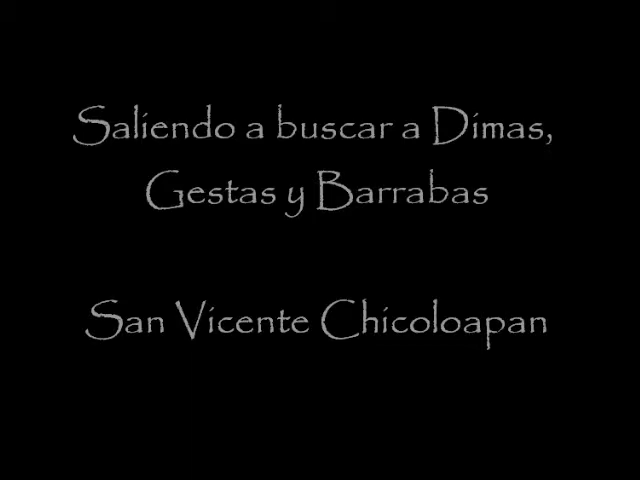 Saliendo a buscar a Dimas,
Gestas y Barrabas
San Vicente Chicoloapan